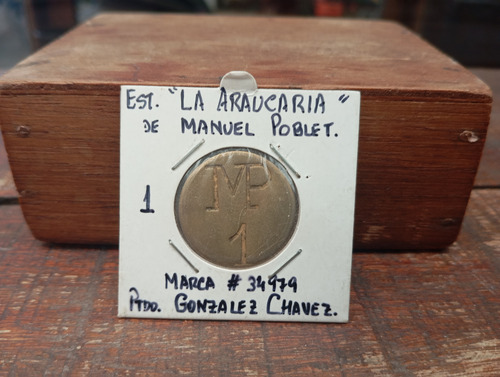 EST. "LA ARAUCARIA"
DE MANUEL POBLET.
1
MP
1
MARCA # 34979
PTDO. GONZALEZ CHAVEZ.